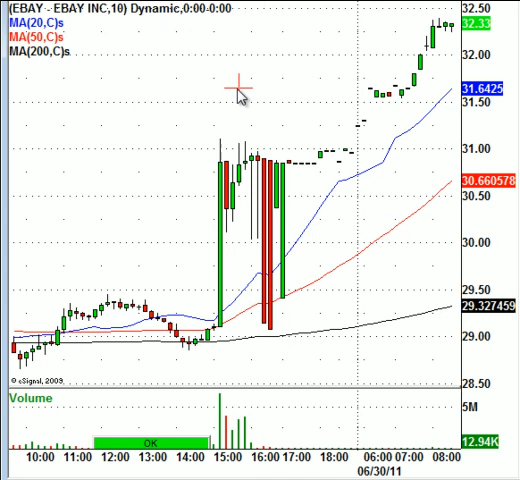 (EBAY - EBAY INC,10) Dynamic,0:00-0:00
MA(20,C)s
MA(50,C)s
MA(200,C)s
32.50
32.33
32.00
31.6425
31.50
31.00
30.660578
30.50
30.00
29.50
29.327459
29.00
28.50
© eSignal, 2009
Volume
5M
12.94K
OK
10:00 11:00 12:00 13:00 14:00 15:00 16:00 17:00 18:00 06:00 07:00 08:00
06/30/11